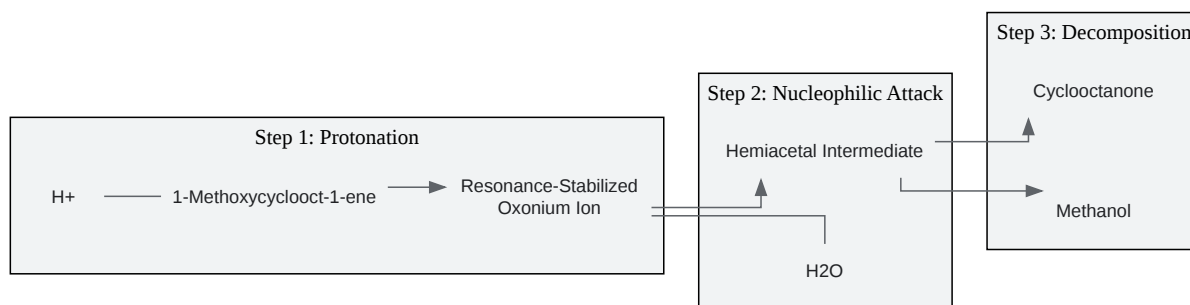 Step 1: Protonation
H+
1-Methoxycyclooct-1-ene
Resonance-Stabilized
Oxonium Ion
Step 2: Nucleophilic Attack
Hemiacetal Intermediate
H2O
Step 3: Decomposition
Cyclooctanone
Methanol